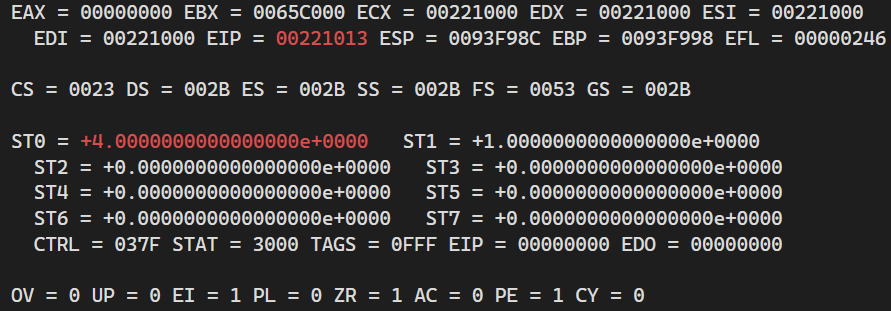 EAX = 00000000 EBX = 0065C000 ECX = 00221000 EDX = 00221000 ESI = 00221000
EDI = 00221000 EIP = 00221013 ESP = 0093F98C EBP = 0093F998 EFL = 00000246
CS = 0023 DS = 002B ES = 002B SS = 002B FS = 0053 GS = 002B
ST0 = +4.0000000000000000e+0000 ST1 = +1.0000000000000000e+0000
ST2 = +0.0000000000000000e+0000 ST3 = +0.0000000000000000e+0000
ST4 = +0.0000000000000000e+0000 ST5 = +0.0000000000000000e+0000
ST6 = +0.0000000000000000e+0000 ST7 = +0.0000000000000000e+0000
CTRL = 037F STAT = 3000 TAGS = 0FFF EIP = 00000000 EDO = 00000000
OV = 0 UP = 0 EI = 1 PL = 0 ZR = 1 AC = 0 PE = 1 CY = 0